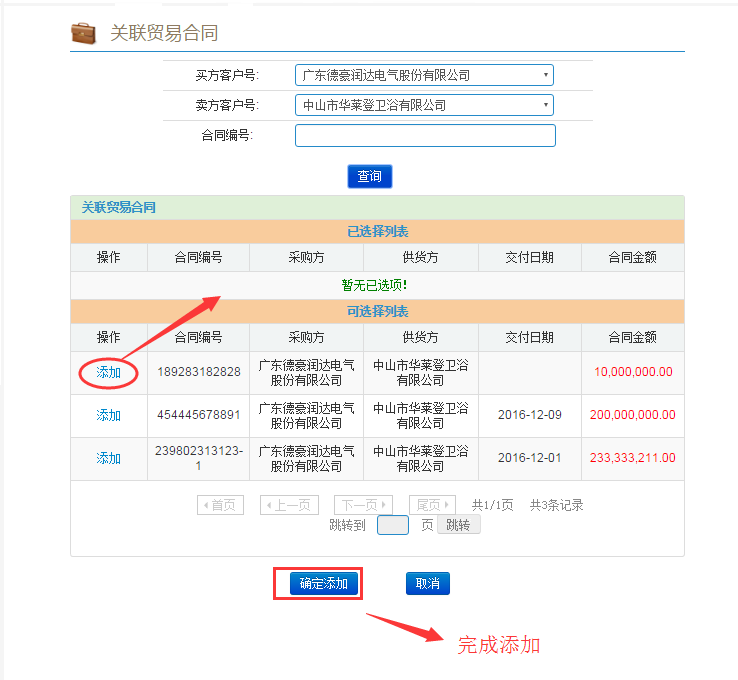 关联贸易合同
买方客户号: 广东德豪润达电气股份有限公司
卖方客户号: 中山市华莱登卫浴有限公司
合同编号:
查询
关联贸易合同
已选择列表
操作 合同编号 采购方 供货方 交付日期 合同金额
暂无已选项!
可选择列表
操作 合同编号 采购方 供货方 交付日期 合同金额
添加 189283182828 广东德豪润达电气 中山市华莱登卫浴 10,000,000.00
股份有限公司 有限公司
添加 454445678891 广东德豪润达电气 中山市华莱登卫浴 2016-12-09 200,000,000.00
股份有限公司 有限公司
添加 239802313123- 广东德豪润达电气 中山市华莱登卫浴 2016-12-01 233,333,211.00
1 股份有限公司 有限公司
首页 上一页 下一页 尾页 共1/1页 共3条记录
跳转到 页 跳转
确定添加 取消
完成添加